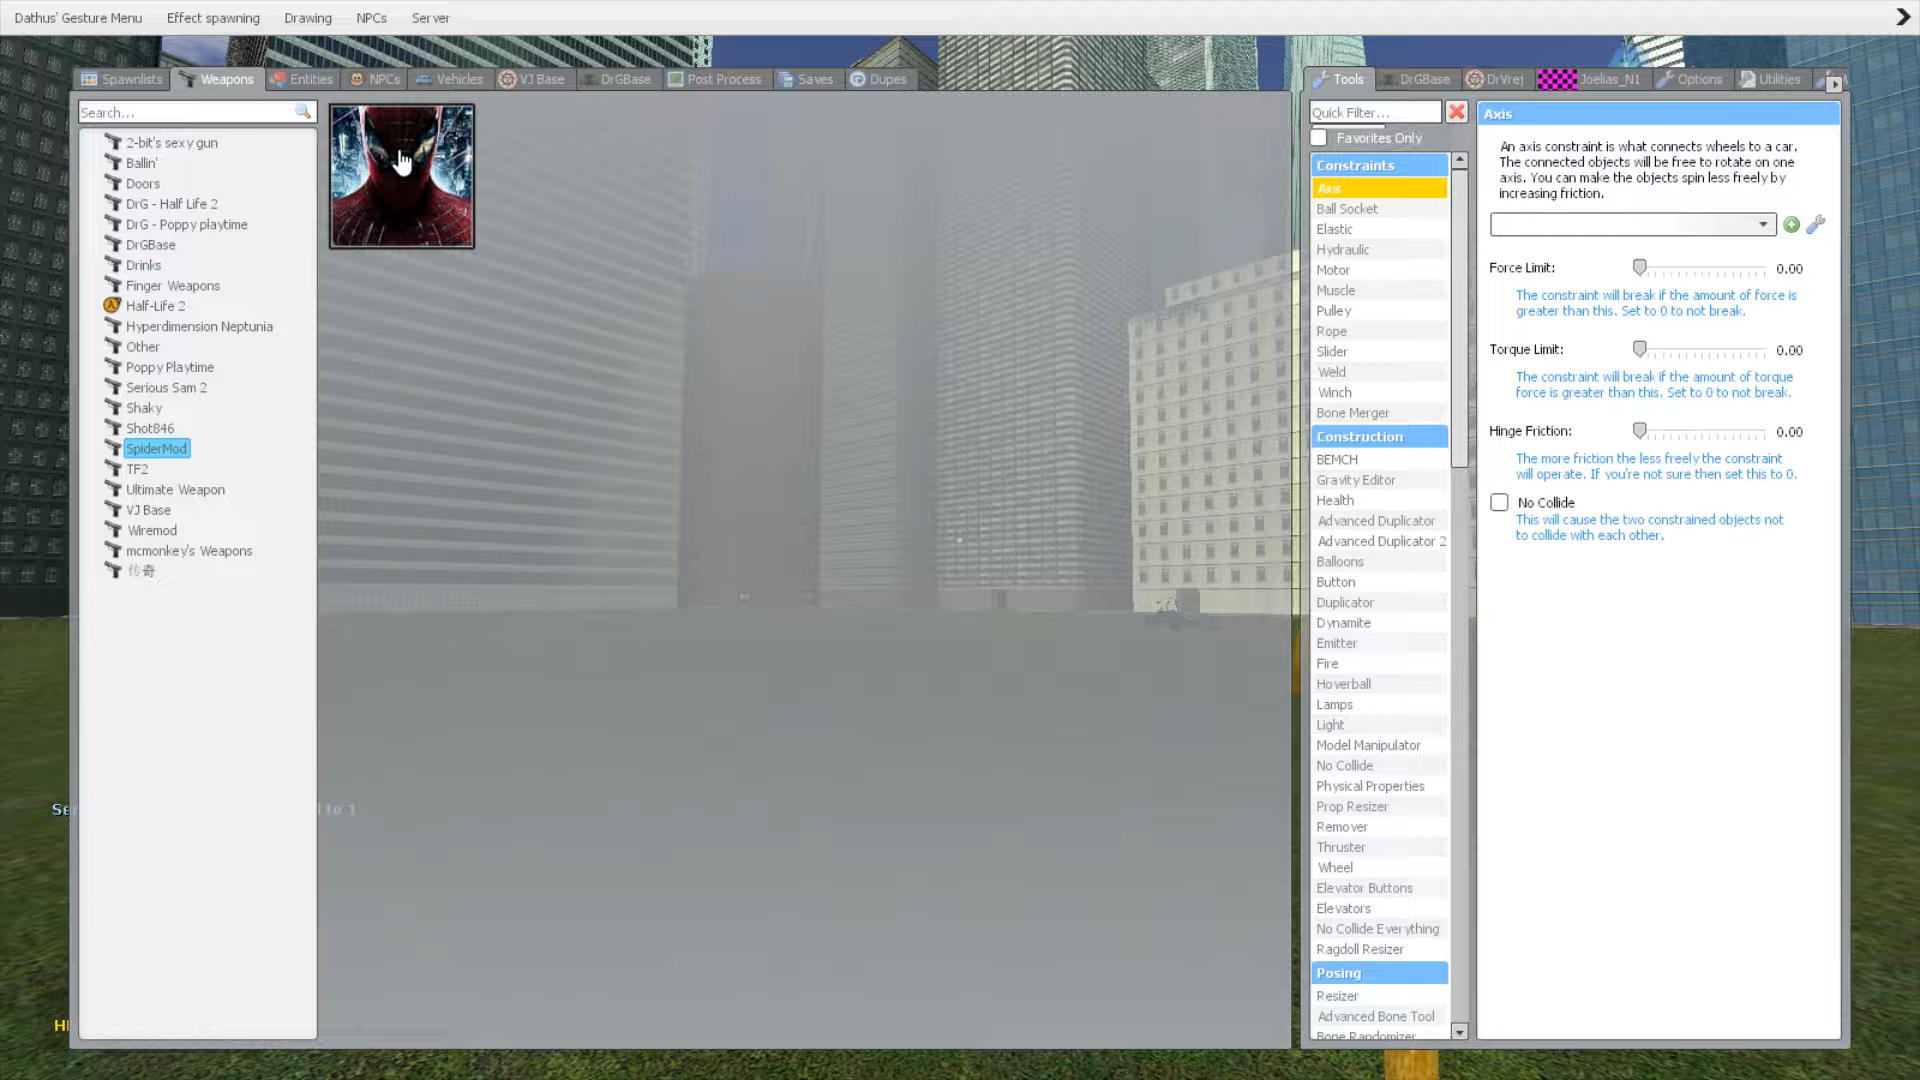 Dathus' Gesture Menu Effect spawning Drawing NPCs Server
Spawnlists Weapons Entities NPCs Vehicles VJ Base DrGBase Post Process Saves Dupes
Search...
2-bit's sexy gun
Ballin'
Doors
DrG - Half Life 2
DrG - Poppy playtime
DrGBase
Drinks
Finger Weapons
Half-Life 2
Hyperdimension Neptunia
Other
Poppy Playtime
Serious Sam 2
Shaky
Shot846
SpiderMod
TF2
Ultimate Weapon
VJ Base
Wiremod
mcmonkey's Weapons
传奇
Se
to 1
Tools DrGBase DrVrej Joelias_N1 Options Utilities
Quick Filter...
Favorites Only
Constraints
Axis
Ball Socket
Elastic
Hydraulic
Motor
Muscle
Pulley
Rope
Slider
Weld
Winch
Bone Merger
Construction
BEMCH
Gravity Editor
Health
Advanced Duplicator
Advanced Duplicator 2
Balloons
Button
Duplicator
Dynamite
Emitter
Fire
Hoverball
Lamps
Light
Model Manipulator
No Collide
Physical Properties
Prop Resizer
Remover
Thruster
Wheel
Elevator Buttons
Elevators
No Collide Everything
Ragdoll Resizer
Posing
Resizer
Advanced Bone Tool
Bone Randomizer
Axis
An axis constraint is what connects wheels to a car.
The connected objects will be free to rotate on one
axis. You can make the objects spin less freely by
increasing friction.
Force Limit: 0.00
The constraint will break if the amount of force is
greater than this. Set to 0 to not break.
Torque Limit: 0.00
The constraint will break if the amount of torque
force is greater than this. Set to 0 to not break.
Hinge Friction: 0.00
The more friction the less freely the constraint
will operate. If you're not sure then set this to 0.
No Collide
This will cause the two constrained objects not
to collide with each other.